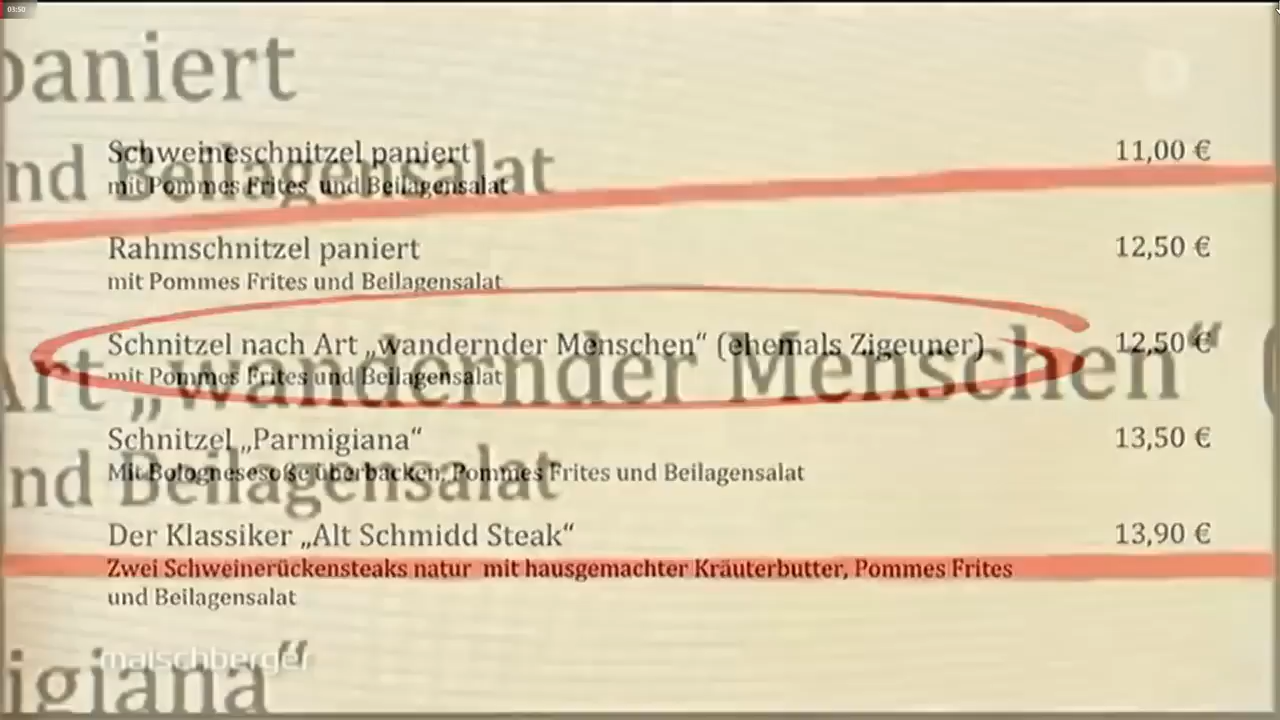 03:50
paniert
Schweineschnitzel paniert 11,00 €
nd Beilagensalat
mit Pommes Frites und Beilagensalat
Rahmschnitzel paniert 12,50 €
mit Pommes Frites und Beilagensalat
Schnitzel nach Art „wandernder Menschen“ (ehemals Zigeuner) 12,50 €
Art „wandernder Menschen“ (
mit Pommes Frites und Beilagensalat
Schnitzel „Parmigiana“ 13,50 €
nd Beilagensalat
Mit Bolognesesoße überbacken, Pommes Frites und Beilagensalat
Der Klassiker „Alt Schmidd Steak“ 13,90 €
Zwei Schweinerückensteaks natur mit hausgemachter Kräuterbutter, Pommes Frites
und Beilagensalat
maischberger
igiana“